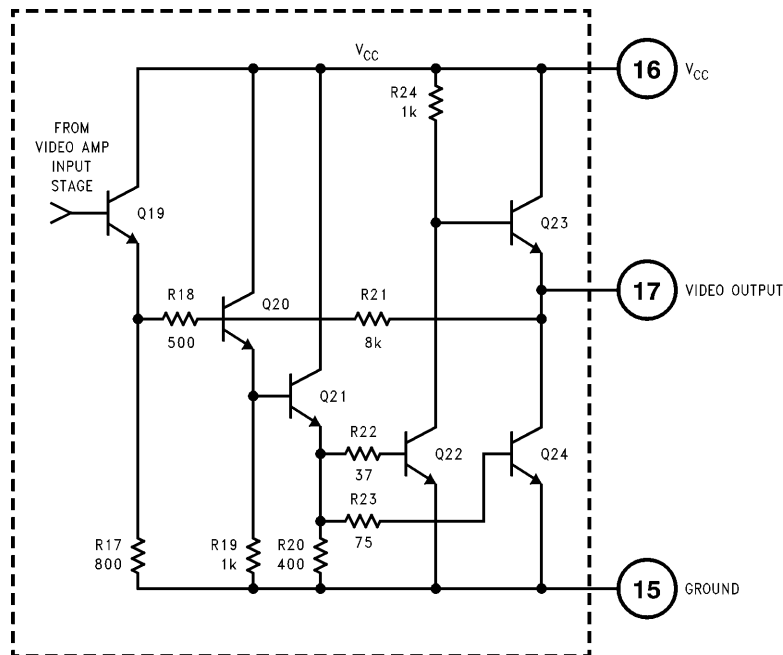 V_CC
16 V_CC
R24
1k
FROM
VIDEO AMP
INPUT
STAGE
Q19
Q23
17 VIDEO OUTPUT
R18
500
Q20
R21
8k
Q21
R22
37
Q22
Q24
R23
75
R17
800
R19
1k
R20
400
15 GROUND